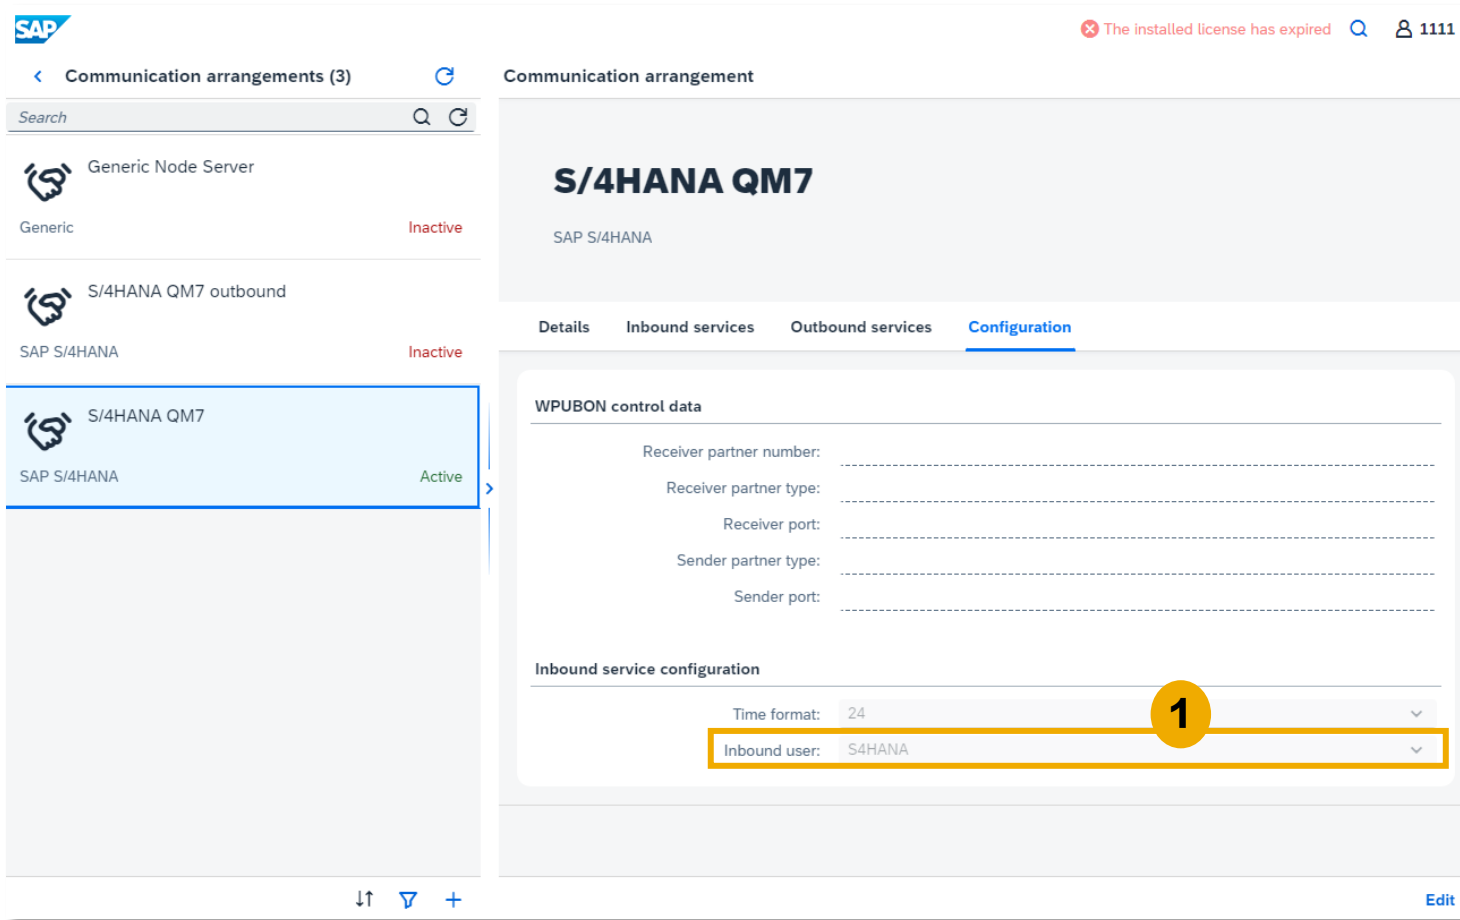 SAP
The installed license has expired
1111
Communication arrangements (3)
Communication arrangement
Search
Generic Node Server
Generic
Inactive
S/4HANA QM7 outbound
SAP S/4HANA
Inactive
S/4HANA QM7
SAP S/4HANA
Active
S/4HANA QM7
SAP S/4HANA
Details Inbound services Outbound services Configuration
WPUBON control data
Receiver partner number:
Receiver partner type:
Receiver port:
Sender partner type:
Sender port:
Inbound service configuration
Time format: 24
1
Inbound user: S4HANA
Edit